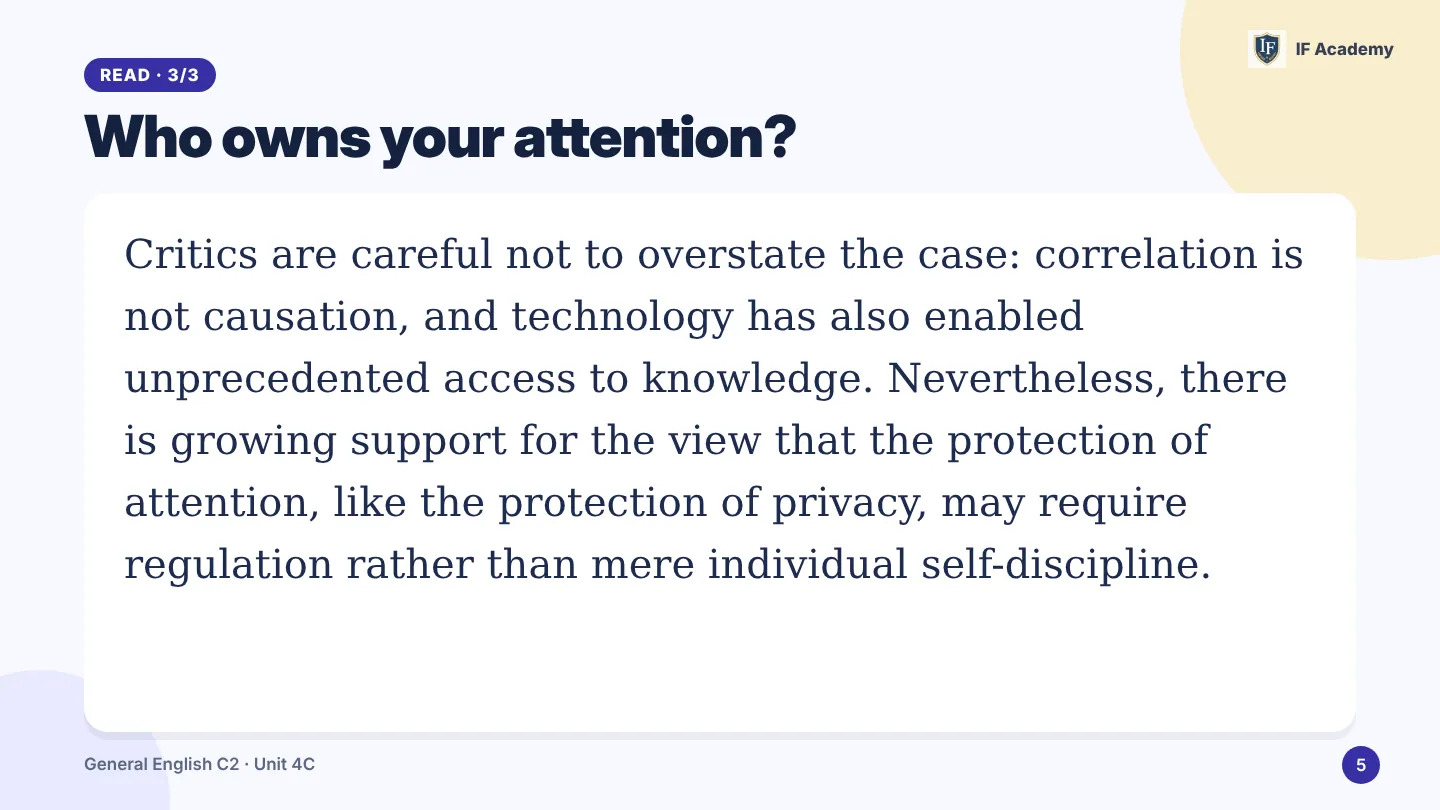 IF Academy
READ · 3/3
Who owns your attention?
Critics are careful not to overstate the case: correlation is
not causation, and technology has also enabled
unprecedented access to knowledge. Nevertheless, there
is growing support for the view that the protection of
attention, like the protection of privacy, may require
regulation rather than mere individual self-discipline.
General English C2 · Unit 4C
5